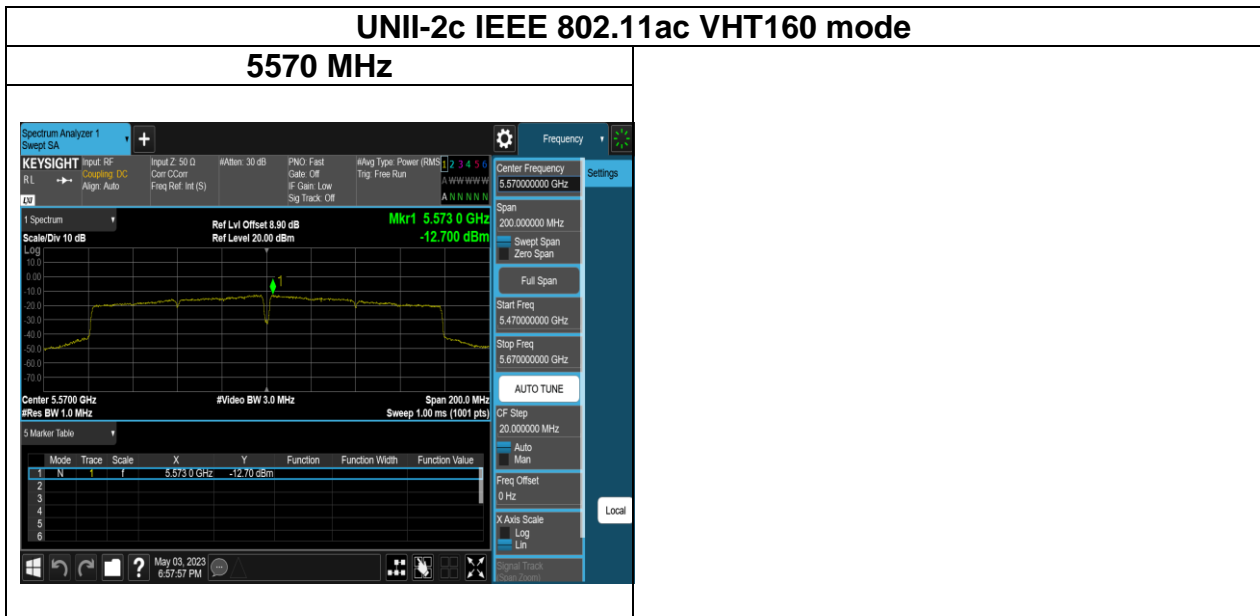 UNII-2c IEEE 802.11ac VHT160 mode
5570 MHz
Spectrum Analyzer 1
Swept SA
+
Frequency
KEYSIGHT
RL
LXI
Input: RF
Coupling: DC
Align: Auto
Input Z: 50 Ω
Corr CCorr
Freq Ref: Int (S)
#Atten: 30 dB
PNO: Fast
Gate: Off
IF Gain: Low
Sig Track: Off
#Avg Type: Power (RMS
Trig: Free Run
1 2 3 4 5 6
A W W W W W
A N N N N N
1 Spectrum
Scale/Div 10 dB
Ref Lvl Offset 8.90 dB
Ref Level 20.00 dBm
Mkr1 5.573 0 GHz
-12.700 dBm
Log
10.0
0.00
-10.0
-20.0
-30.0
-40.0
-50.0
-60.0
-70.0
1
Center 5.5700 GHz
#Res BW 1.0 MHz
#Video BW 3.0 MHz
Span 200.0 MHz
Sweep 1.00 ms (1001 pts)
5 Marker Table
Mode Trace Scale X Y Function Function Width Function Value
1 N 1 f 5.573 0 GHz -12.70 dBm
2
3
4
5
6
?
May 03, 2023
6:57:57 PM
Center Frequency
5.570000000 GHz
Settings
Span
200.000000 MHz
Swept Span
Zero Span
Full Span
Start Freq
5.470000000 GHz
Stop Freq
5.670000000 GHz
AUTO TUNE
CF Step
20.000000 MHz
Auto
Man
Freq Offset
0 Hz
X Axis Scale
Log
Lin
Local
Signal Track
(Span Zoom)